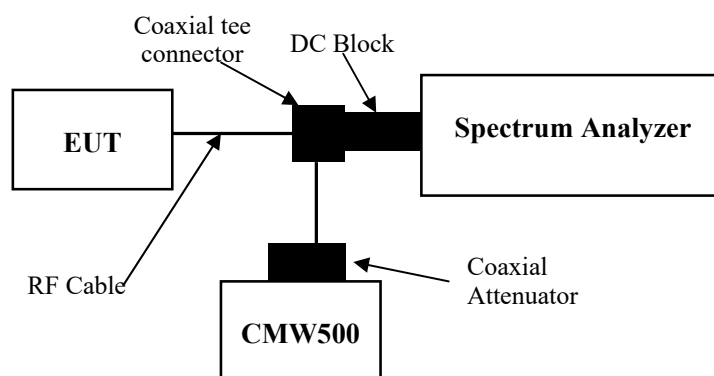 Coaxial tee
connector
DC Block
EUT
Spectrum Analyzer
RF Cable
Coaxial
Attenuator
CMW500